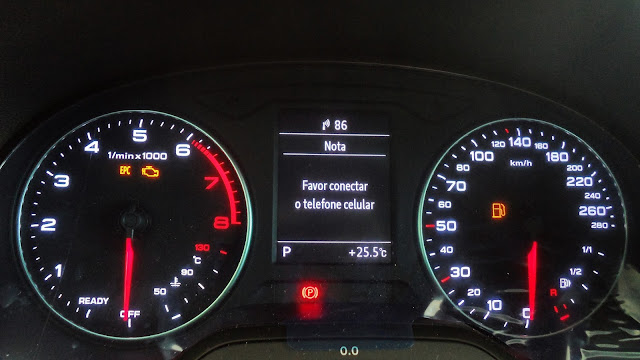 1 2 3 4 5 6 7 8
1/min x 1000
EPC
READY
OFF
50 90 130
°C
86
Nota
Favor conectar
o telefone celular
P +25.5°c
(P)
0.0
0 10 20 30 40 50 60 70 80 100 120 140 160 180 200 220 240 260 280
km/h
1/1
1/2
R